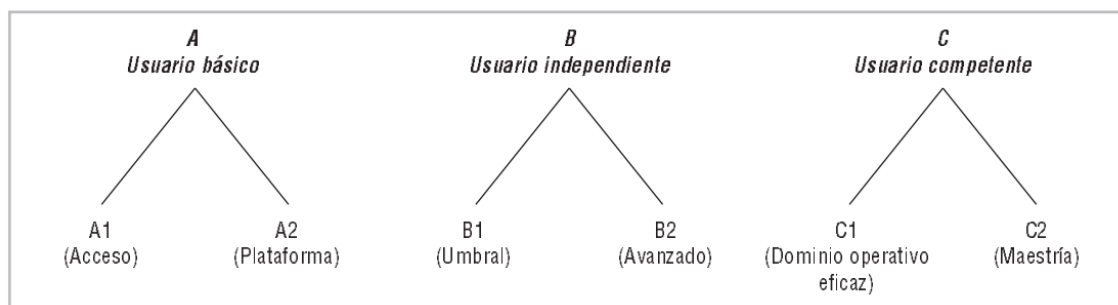 A
Usuario básico
B
Usuario independiente
C
Usuario competente
A1
(Acceso)
A2
(Plataforma)
B1
(Umbral)
B2
(Avanzado)
C1
(Dominio operativo
eficaz)
C2
(Maestría)